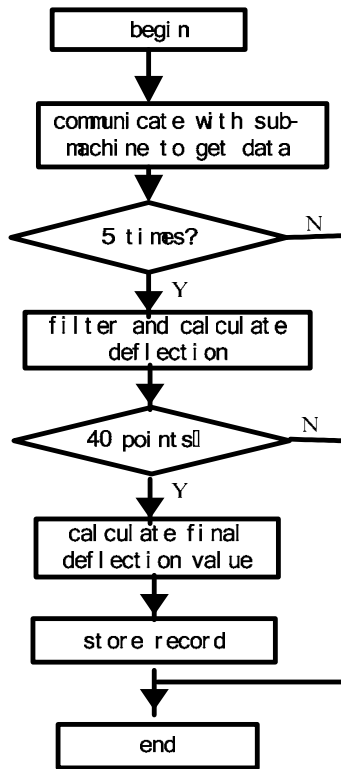 begin
communicate with sub-
machine to get data
5 times?
N
Y
filter and calculate
deflection
40 points
N
Y
calculate final
deflection value
store record
end